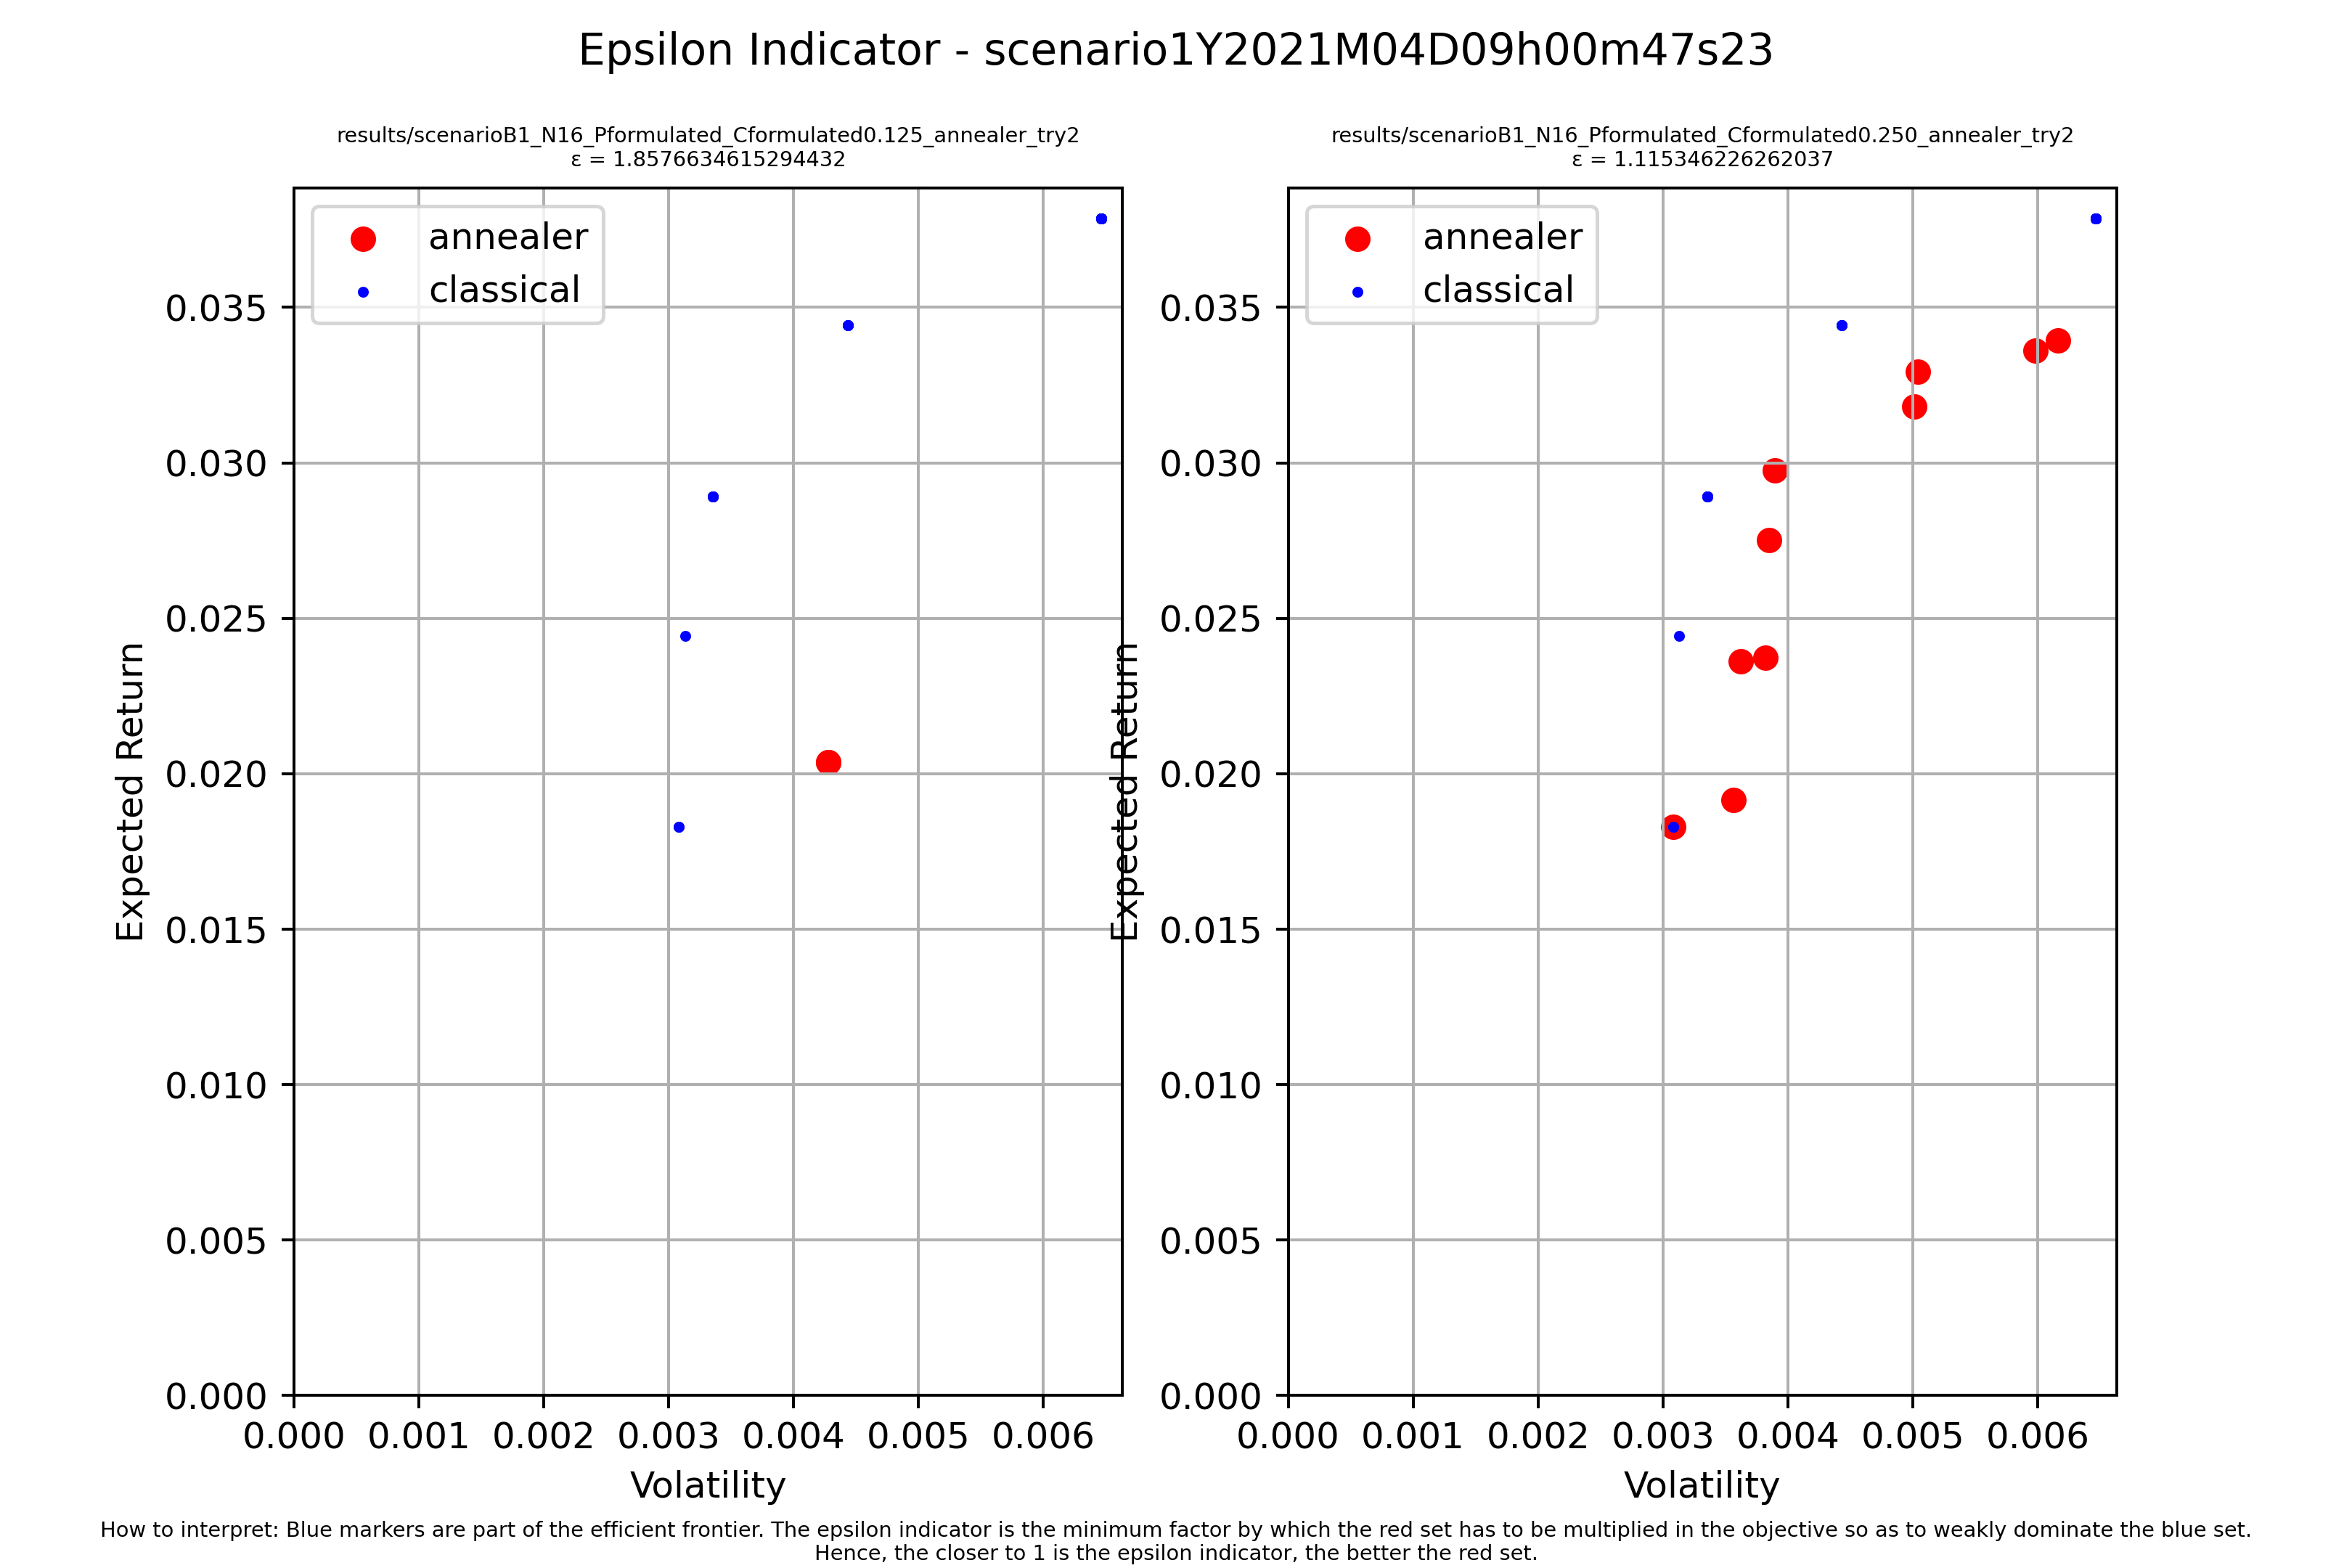 Epsilon Indicator - scenario1Y2021M04D09h00m47s23
results/scenarioB1_N16_Pformulated_Cformulated0.125_annealer_try2
ε = 1.8576634615294432
annealer
classical
0.035
0.030
0.025
0.020
0.015
0.010
0.005
0.000
Expected Return
0.000 0.001 0.002 0.003 0.004 0.005 0.006
Volatility
results/scenarioB1_N16_Pformulated_Cformulated0.250_annealer_try2
ε = 1.115346226262037
annealer
classical
0.035
0.030
0.025
0.020
0.015
0.010
0.005
0.000
Expected Return
0.000 0.001 0.002 0.003 0.004 0.005 0.006
Volatility
How to interpret: Blue markers are part of the efficient frontier. The epsilon indicator is the minimum factor by which the red set has to be multiplied in the objective so as to weakly dominate the blue set.
Hence, the closer to 1 is the epsilon indicator, the better the red set.